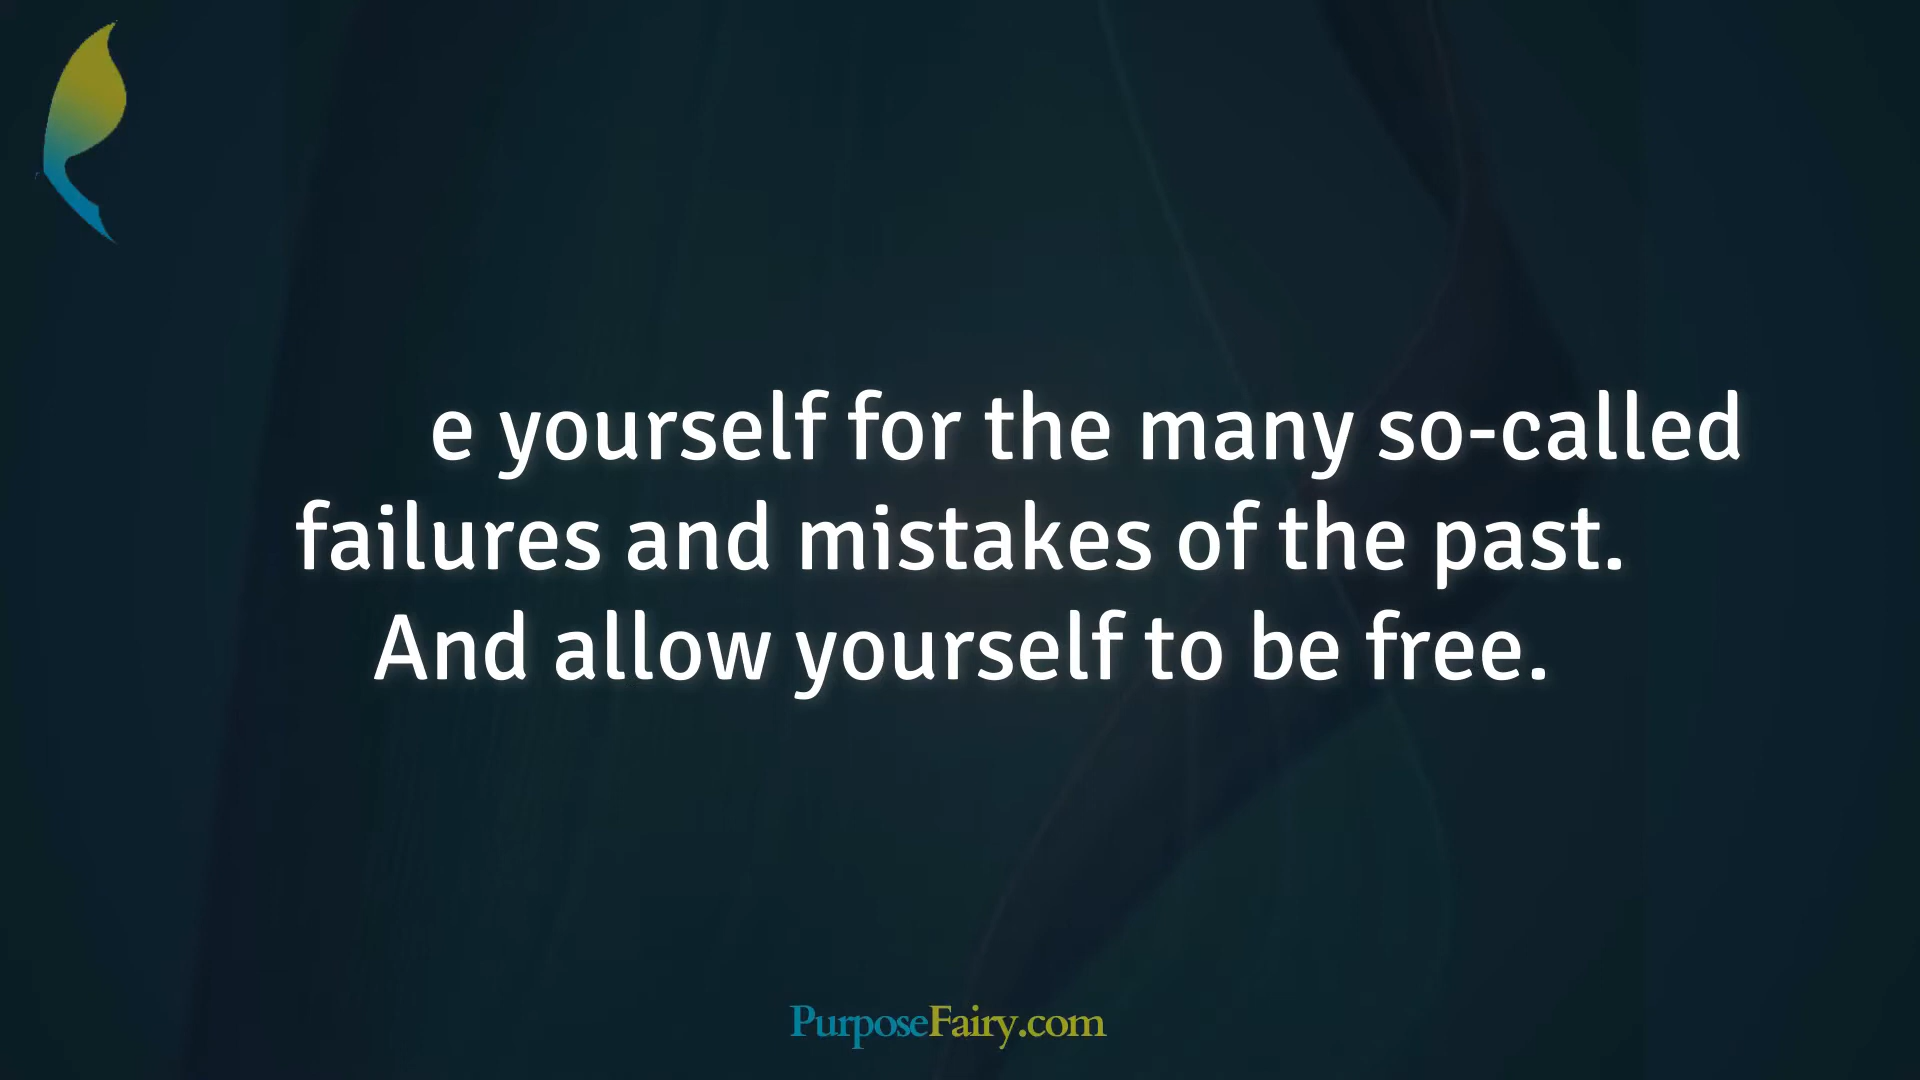 e yourself for the many so-called
failures and mistakes of the past.
And allow yourself to be free.
PurposeFairy.com